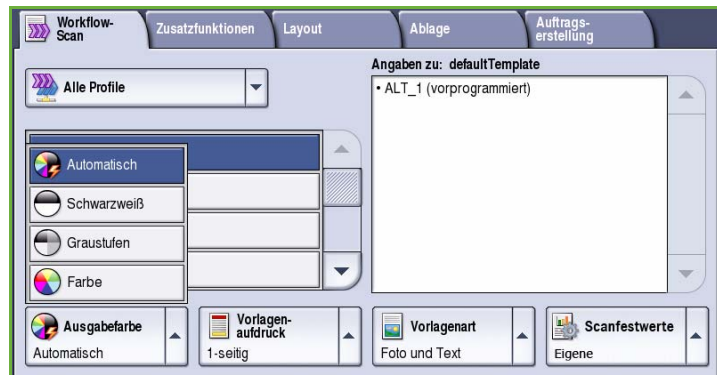 Workflow-
Scan
Zusatzfunktionen
Layout
Ablage
Auftrags-
erstellung
Alle Profile
Angaben zu: defaultTemplate
• ALT_1 (vorprogrammiert)
Automatisch
Schwarzweiß
Graustufen
Farbe
Ausgabefarbe
Automatisch
Vorlagen-
aufdruck
1-seitig
Vorlagenart
Foto und Text
Scanfestwerte
Eigene